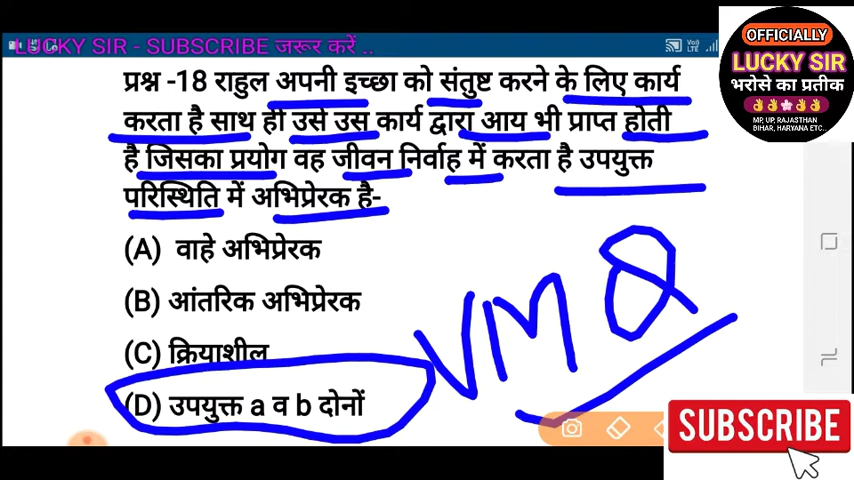 LUCKY SIR - SUBSCRIBE जरूर करें ..
OFFICIALLY
LUCKY SIR
भरोसे का प्रतीक
MP, UP, RAJASTHAN
BIHAR, HARYANA ETC..
प्रश्न -18 राहुल अपनी इच्छा को संतुष्ट करने के लिए कार्य
करता है साथ ही उसे उस कार्य द्वारा आय भी प्राप्त होती
है जिसका प्रयोग वह जीवन निर्वाह में करता है उपयुक्त
परिस्थिति में अभिप्रेरक है-
(A) वाहे अभिप्रेरक
(B) आंतरिक अभिप्रेरक
(C) क्रियाशील
(D) उपयुक्त a व b दोनों
SUBSCRIBE